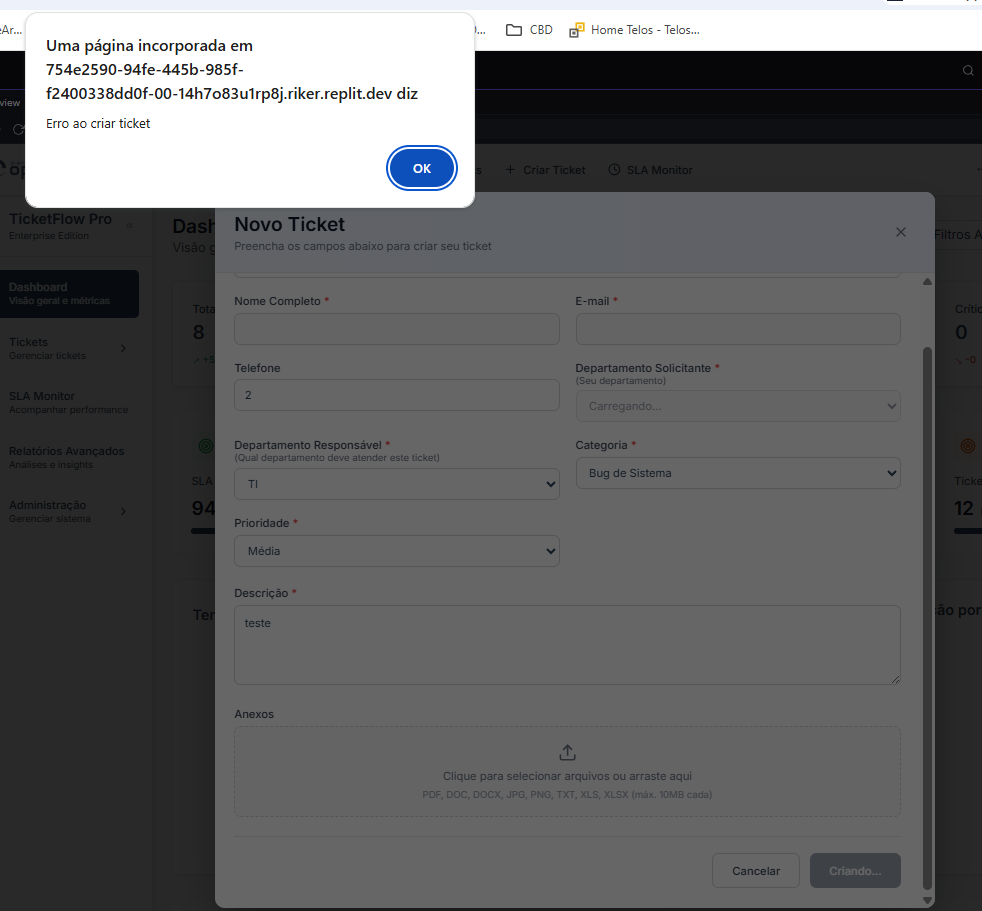 CBD
Home Telos - Telos...
Uma página incorporada em
754e2590-94fe-445b-985f-
f2400338dd0f-00-14h7o83u1rp8j.riker.replit.dev diz
Erro ao criar ticket
OK
view
+ Criar Ticket
SLA Monitor
TicketFlow Pro
Enterprise Edition
«
Dashboard
Visão geral e métricas
Tickets
Gerenciar tickets
SLA Monitor
Acompanhar performance
Relatórios Avançados
Análises e insights
Administração
Gerenciar sistema
Dash
Visão g
Filtros A
Tota
8
+5
SLA
94
Ter
Crític
0
-0
Ticke
12
ão por
Novo Ticket
Preencha os campos abaixo para criar seu ticket
Nome Completo *
E-mail *
Telefone
2
Departamento Solicitante *
(Seu departamento)
Carregando...
Departamento Responsável *
(Qual departamento deve atender este ticket)
TI
Categoria *
Bug de Sistema
Prioridade *
Média
Descrição *
teste
Anexos
Clique para selecionar arquivos ou arraste aqui
PDF, DOC, DOCX, JPG, PNG, TXT, XLS, XLSX (máx. 10MB cada)
Cancelar
Criando...